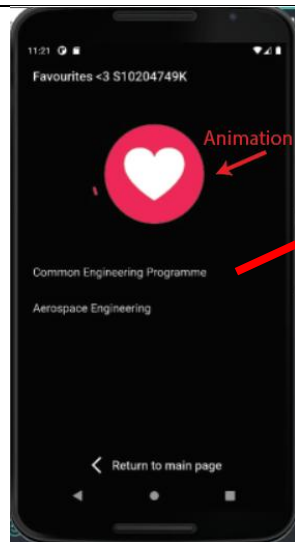 11:21
Favourites <3 S10204749K
Animation
Common Engineering Programme
Aerospace Engineering
Return to main page